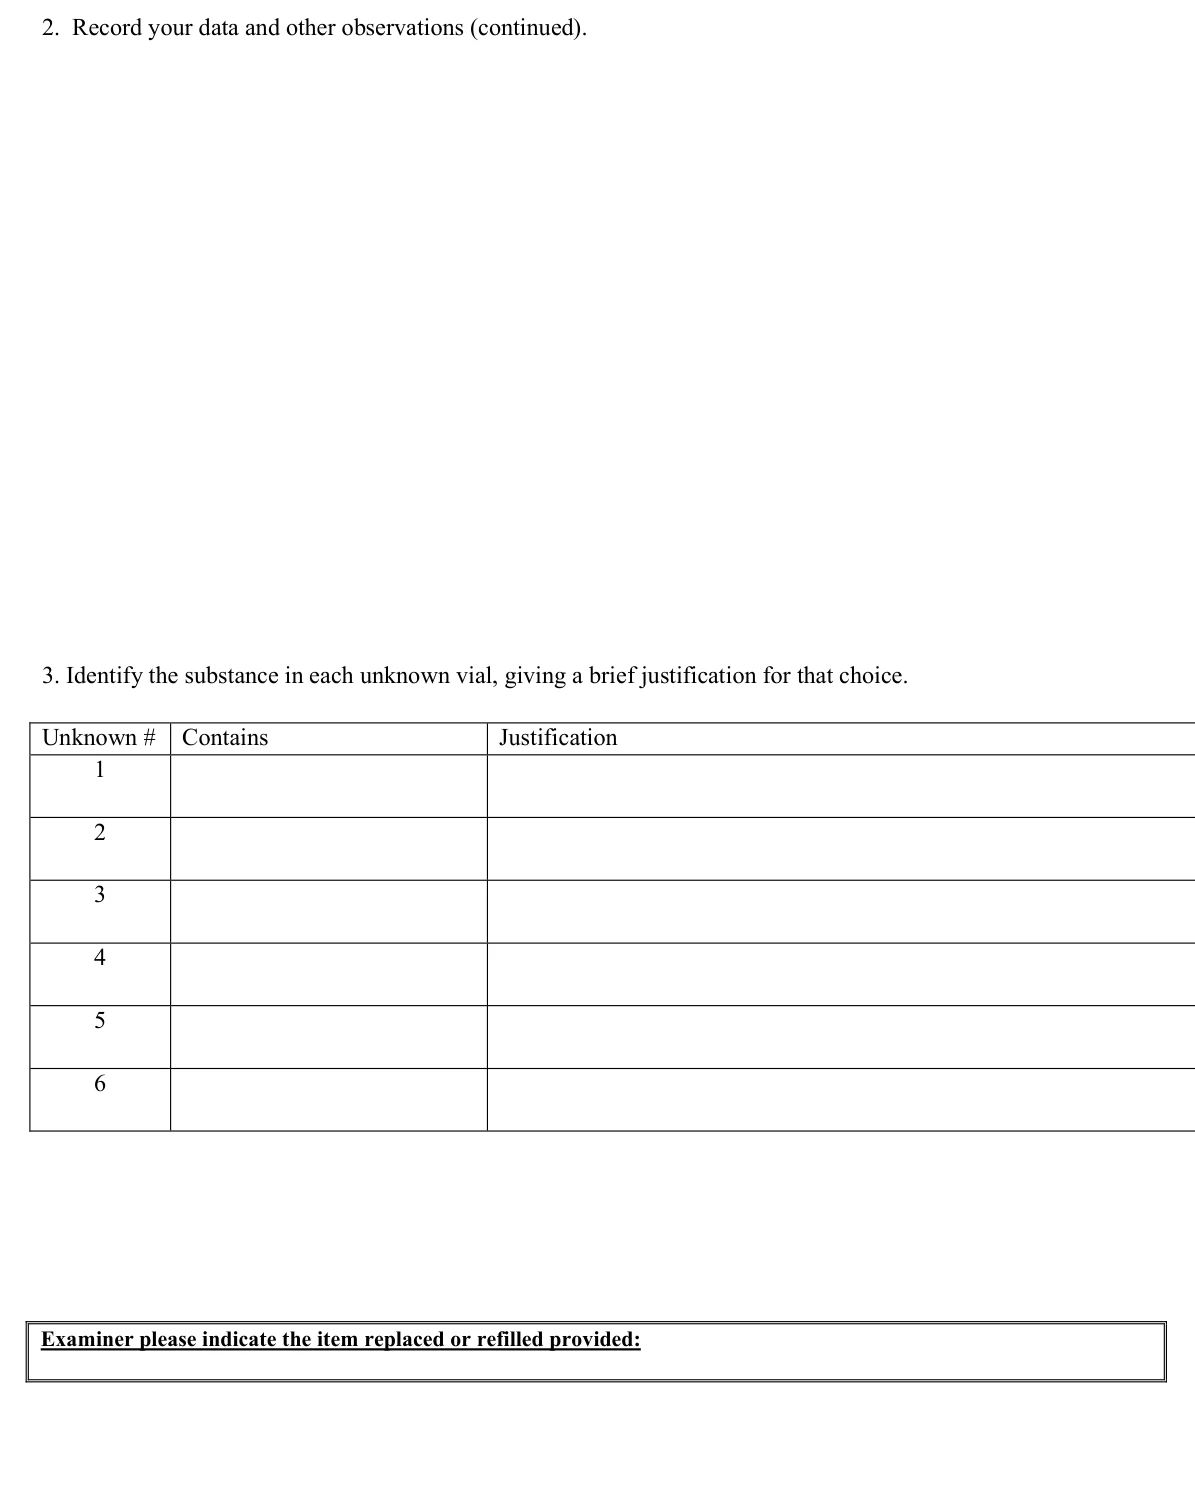 2. Record your data and other observations (continued).
3. Identify the substance in each unknown vial, giving a brief justification for that choice.
Unknown # Contains Justification
1
2
3
4
5
6
Examiner please indicate the item replaced or refilled provided: